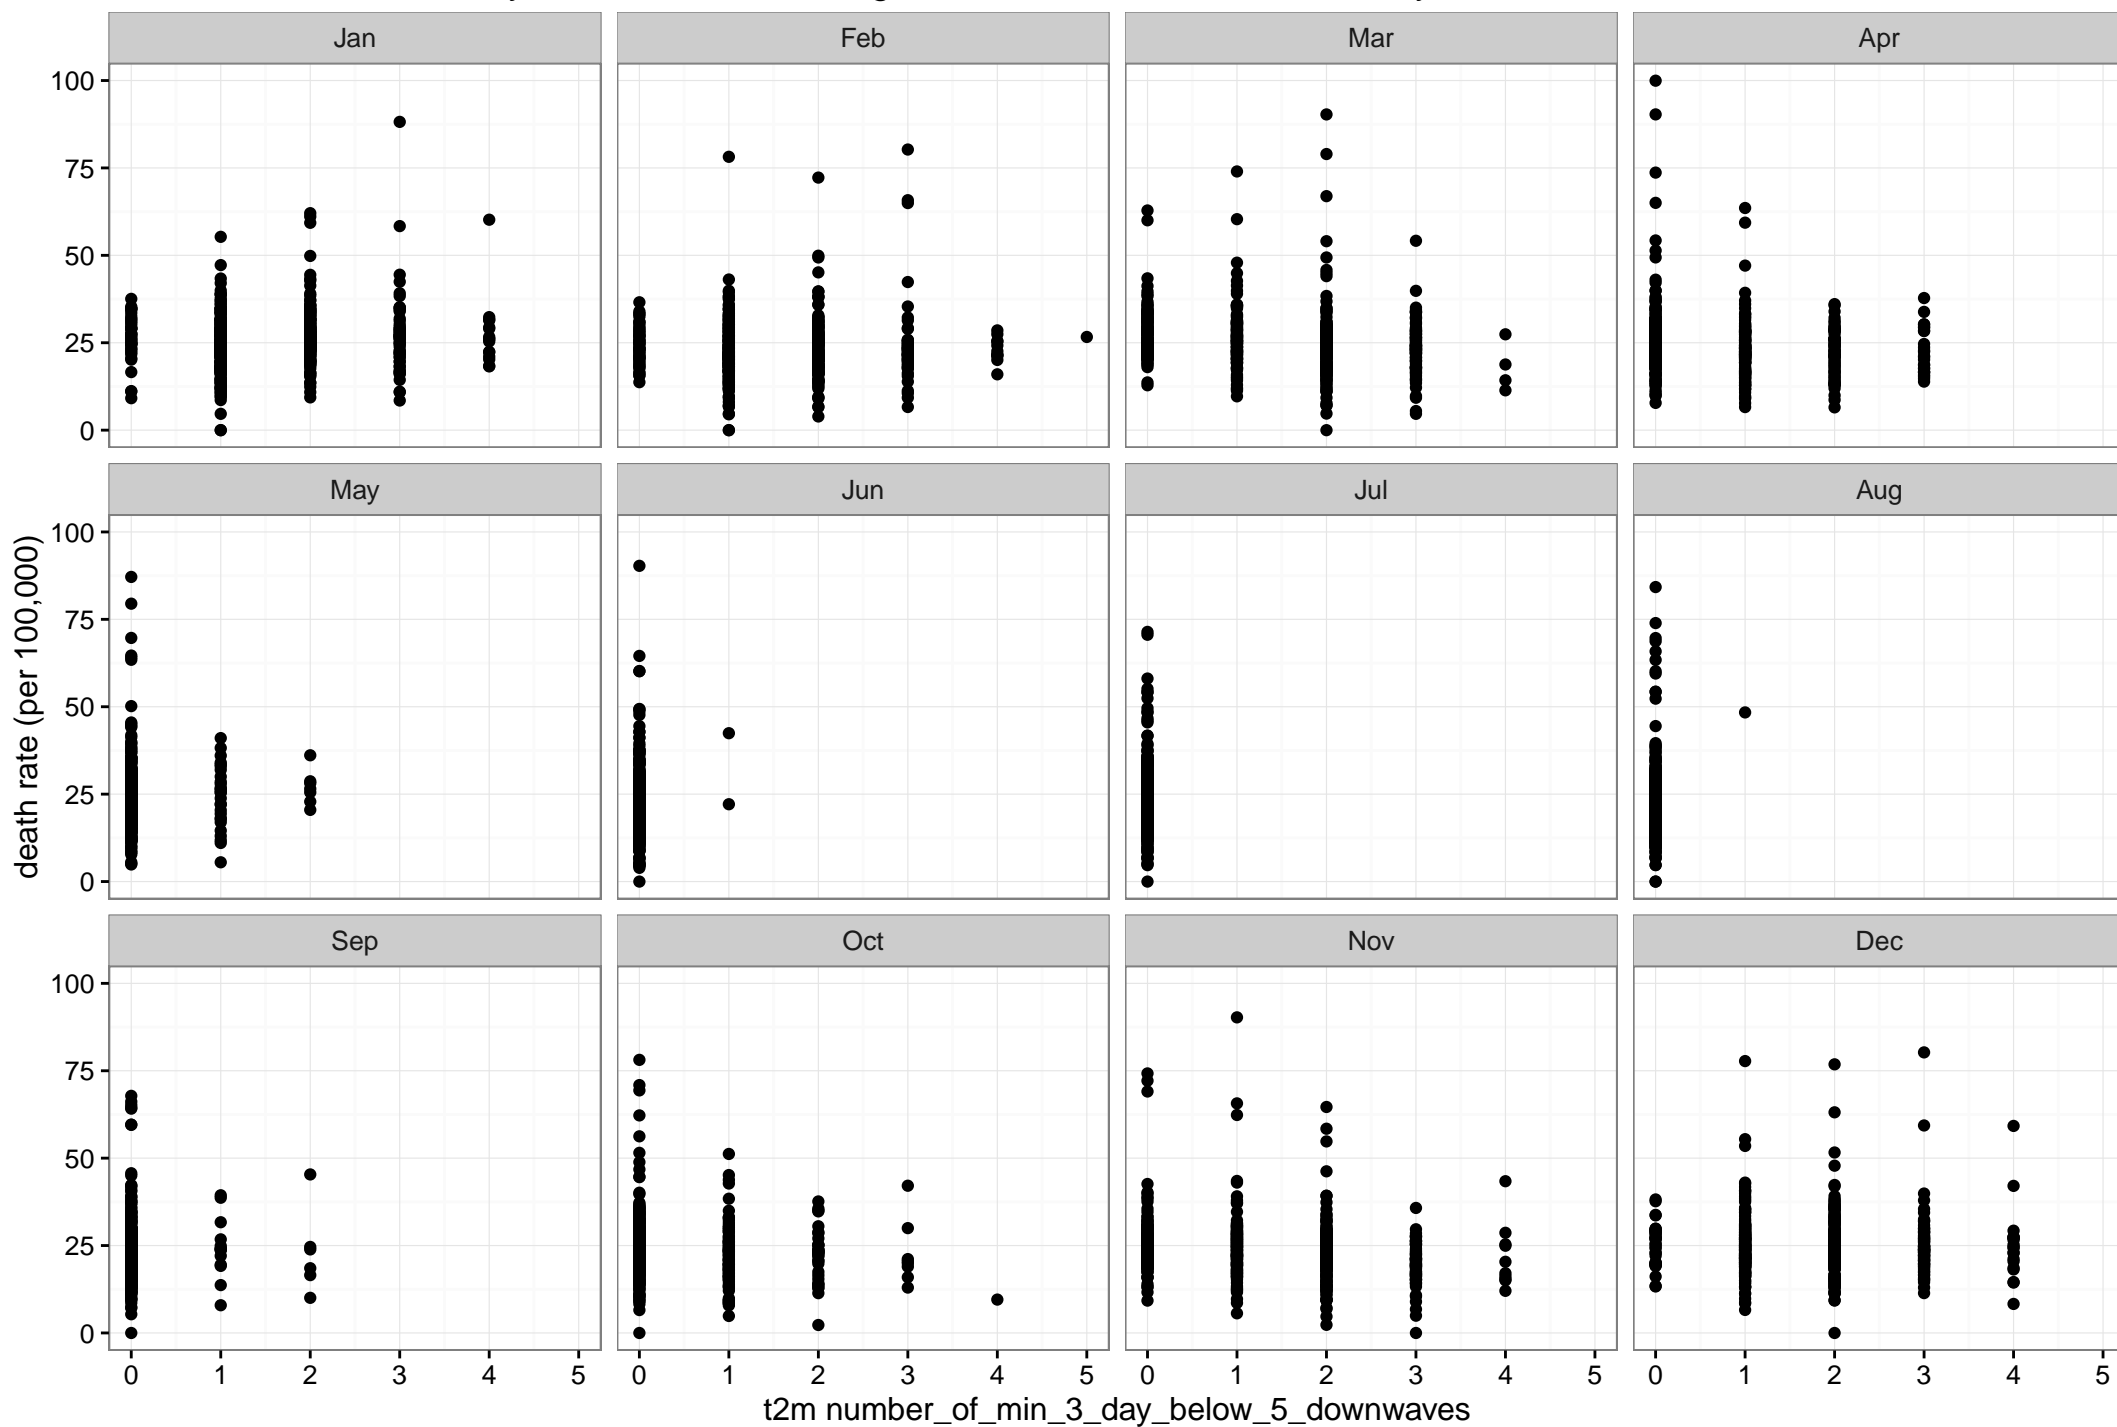 Jan Feb Mar Apr
100
75
50
25
0
May Jun Jul Aug
100
75
50
25
0
Sep Oct Nov Dec
100
75
50
25
0
0 1 2 3 4 5 0 1 2 3 4 5 0 1 2 3 4 5 0 1 2 3 4 5
death rate (per 100,000)
t2m number_of_min_3_day_below_5_downwaves